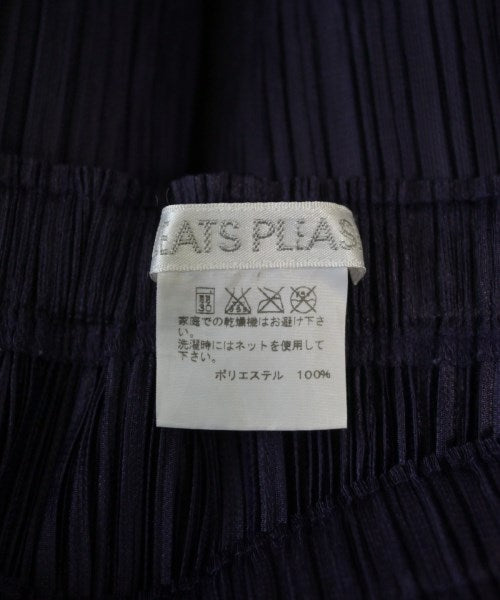 EATS PLEAS
家庭での乾燥機はお避け下さ
い。
洗濯時にはネットを使用して
下さい。
ポリエステル 100%